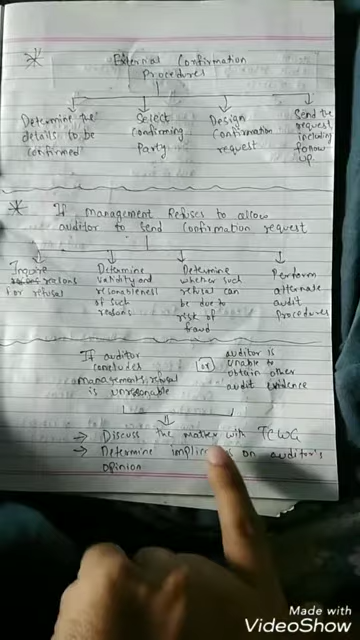 External Confirmation
Procedures
Determine the
details to be
confirmed
Select
Confirming
Party
Design
Confirmation
request
Send the
request,
including
follow
up.
If Management Refuses to allow
auditor to send Confirmation request
Inquire
reasons
for refusal
Determine
validity and
resonableness
of such
reasons
Determine
whether such
refusal can
be due to
risk of
fraud
Perform
alternate
audit
procedures
If auditor
concludes
managements refusal
is unresonable
or
auditor is
unable to
obtain other
audit evidence
→ Discuss the matter with TCWG
→ Determine on auditor's
opinion
Made with
VideoShow